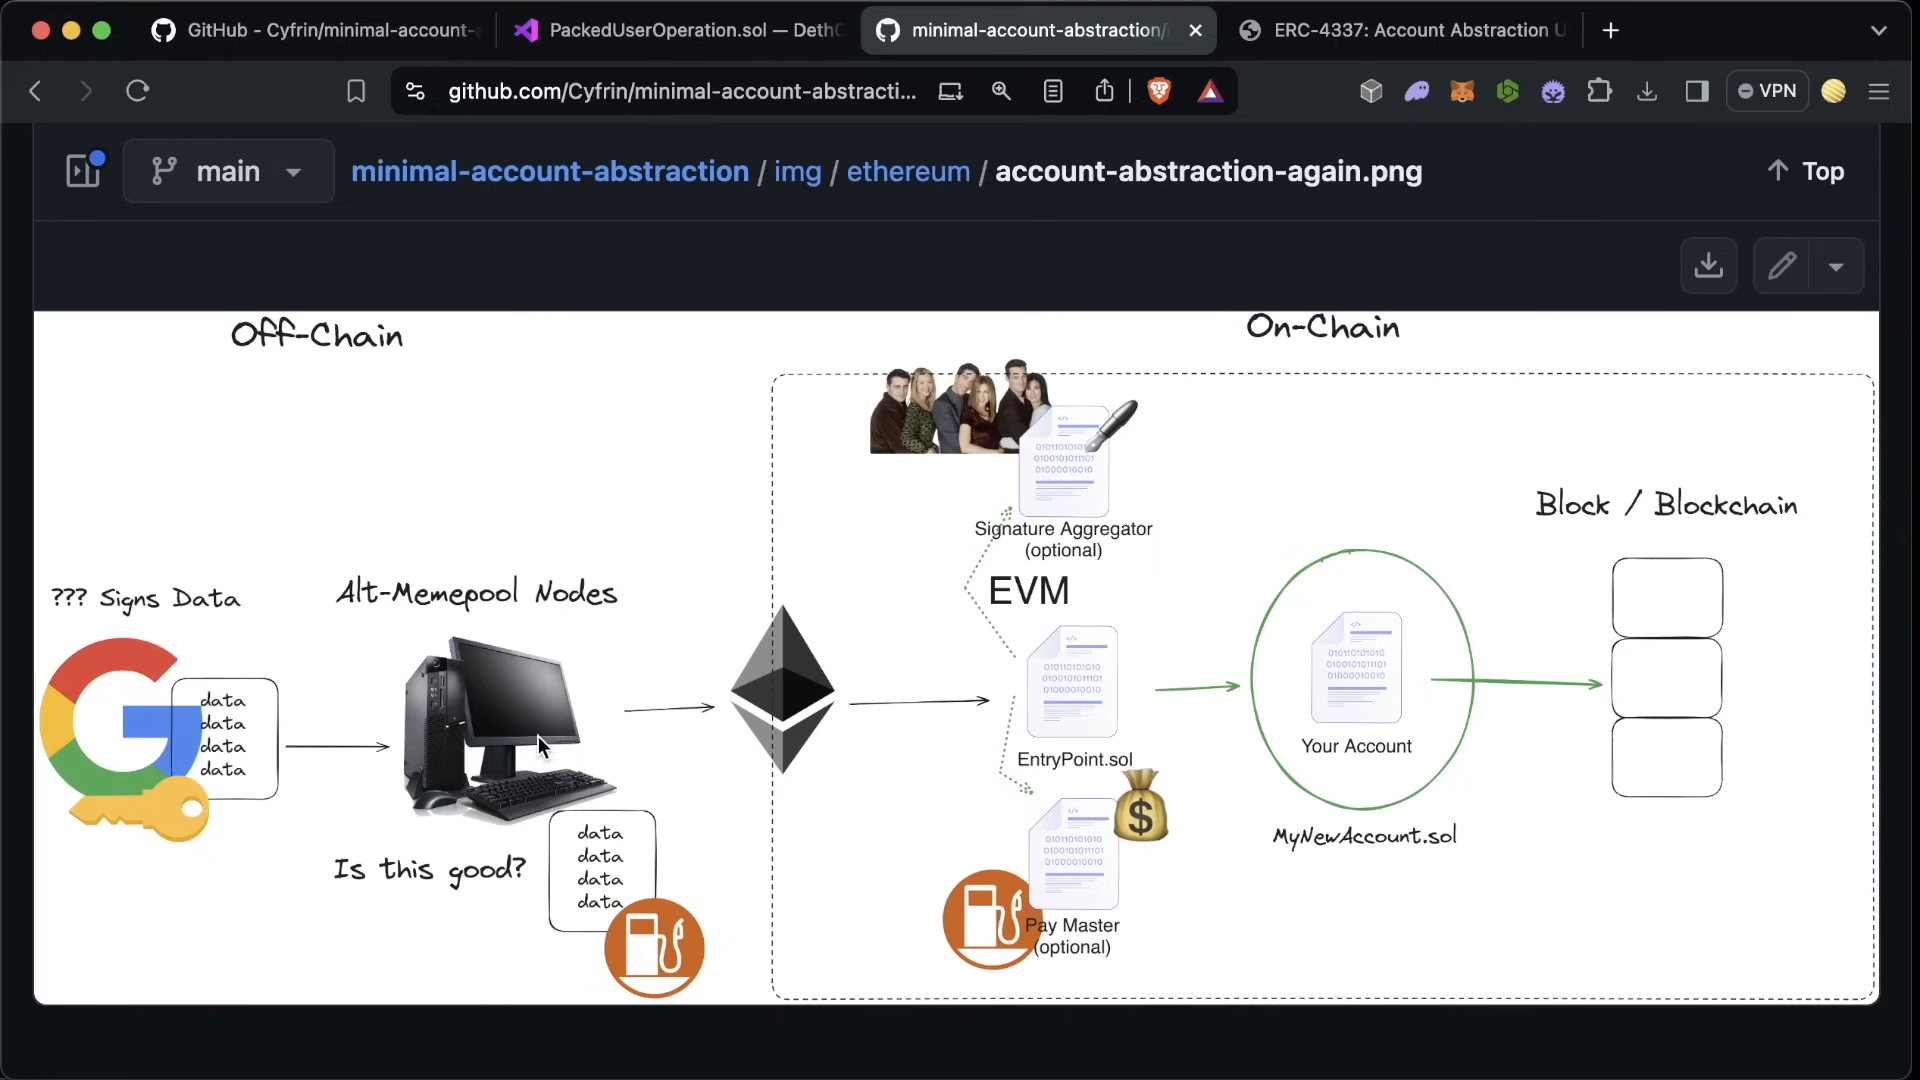 GitHub - Cyfrin/minimal-account-a
PackedUserOperation.sol — DethC
minimal-account-abstraction/i
ERC-4337: Account Abstraction U
github.com/Cyfrin/minimal-account-abstracti...
VPN
main
minimal-account-abstraction / img / ethereum / account-abstraction-again.png
Top
Off-Chain
On-Chain
Signature Aggregator
(optional)
Block / Blockchain
EVM
??? Signs Data
Alt-Memepool Nodes
data
data
data
data
EntryPoint.sol
Your Account
MyNewAccount.sol
Is this good?
data
data
data
data
Pay Master
(optional)